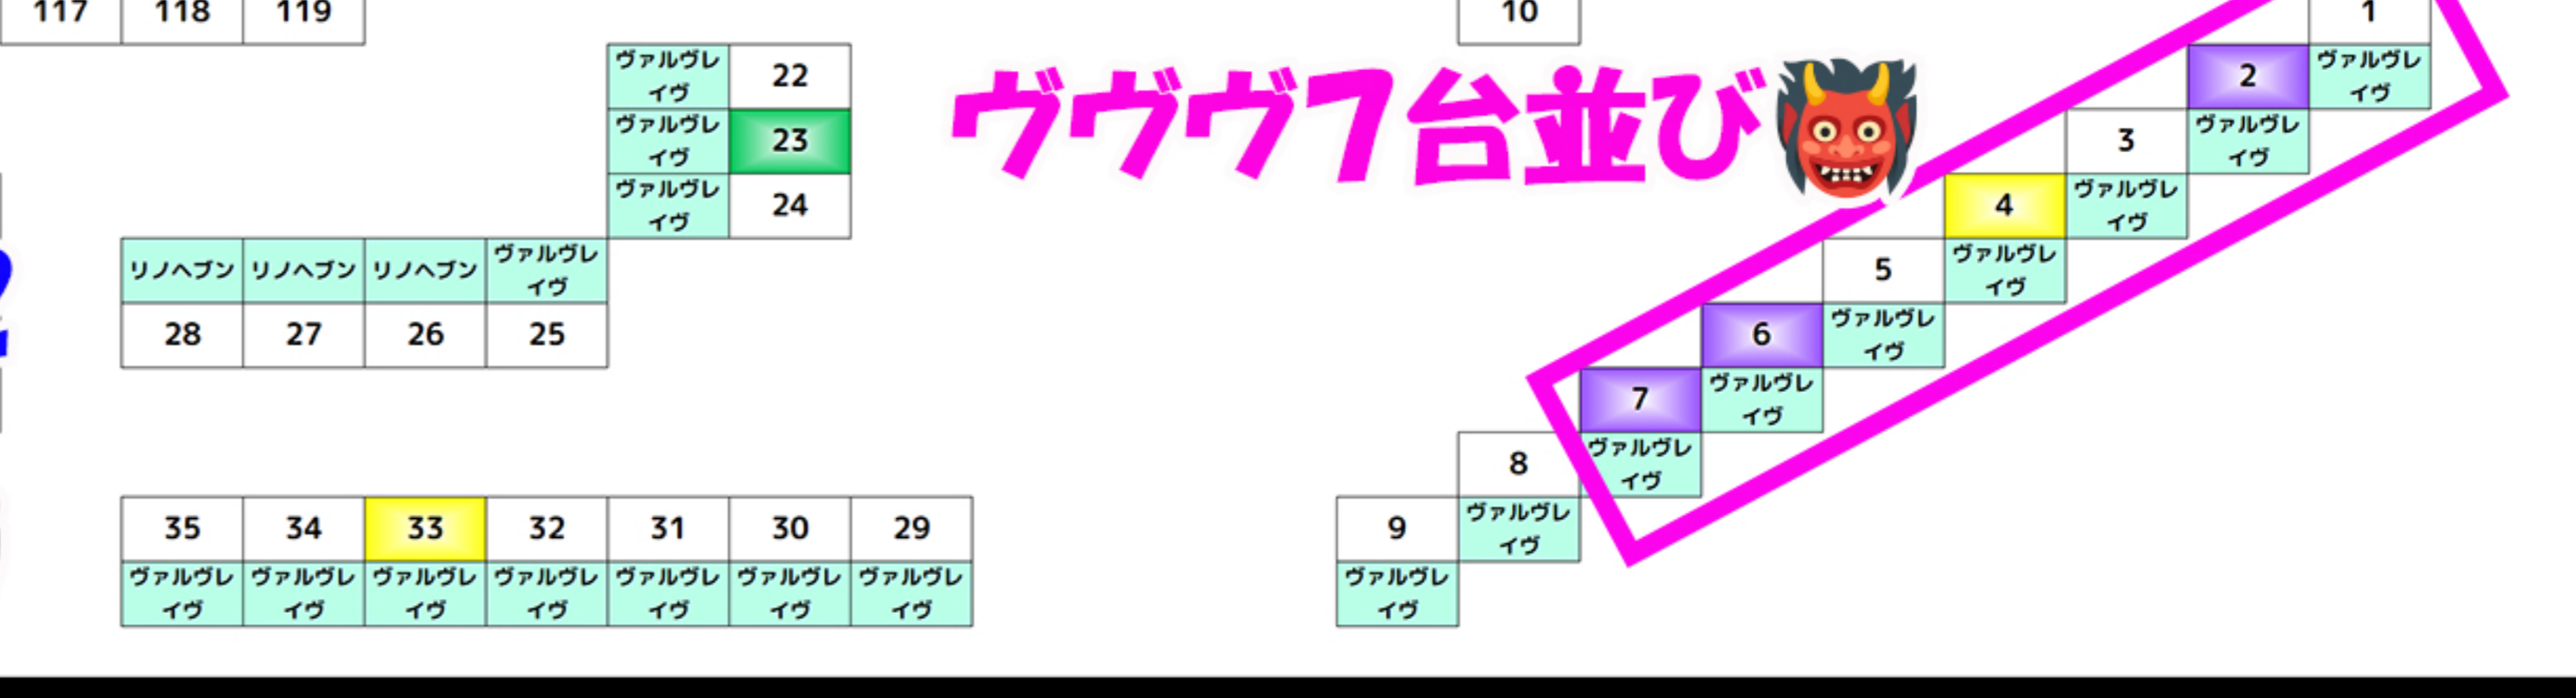 117 118 119
10
1
ヴァルヴレイヴ 22
2 ヴァルヴレイヴ
ヴヴヴ7台並び👹
ヴァルヴレイヴ 23
3 ヴァルヴレイヴ
ヴァルヴレイヴ 24
4 ヴァルヴレイヴ
リノヘブン リノヘブン リノヘブン ヴァルヴレイヴ
5 ヴァルヴレイヴ
28 27 26 25
6 ヴァルヴレイヴ
7 ヴァルヴレイヴ
8 ヴァルヴレイヴ
35 34 33 32 31 30 29
9 ヴァルヴレイヴ
ヴァルヴレイヴ ヴァルヴレイヴ ヴァルヴレイヴ ヴァルヴレイヴ ヴァルヴレイヴ ヴァルヴレイヴ ヴァルヴレイヴ
ヴァルヴレイヴ